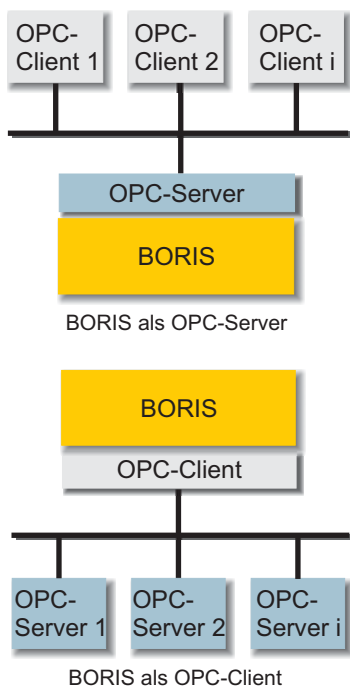 OPC-
Client 1
OPC-
Client 2
OPC-
Client i
OPC-Server
BORIS
BORIS als OPC-Server
BORIS
OPC-Client
OPC-
Server 1
OPC-
Server 2
OPC-
Server i
BORIS als OPC-Client